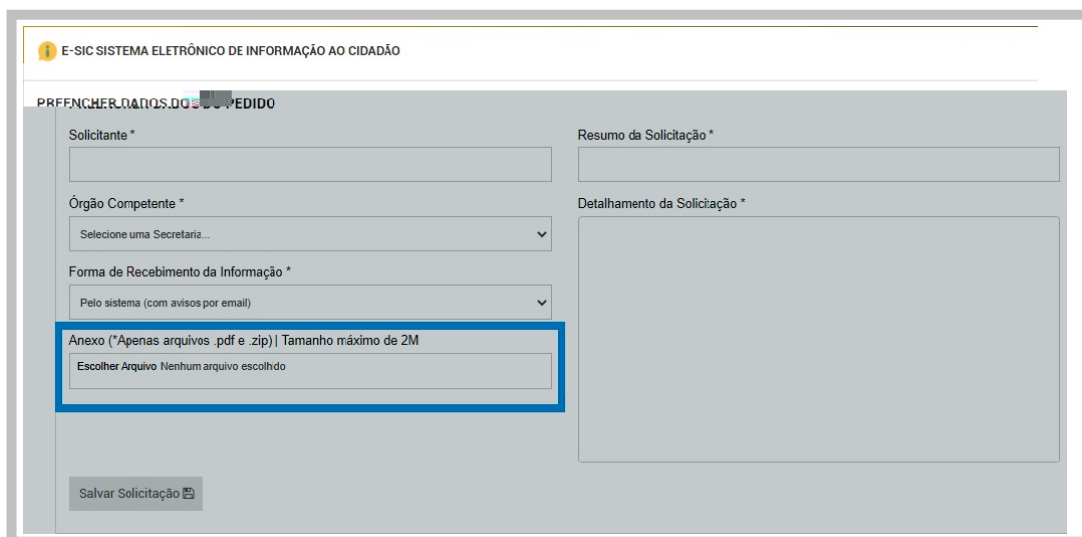 E-SIC SISTEMA ELETRÔNICO DE INFORMAÇÃO AO CIDADÃO
PREENCHER DADOS DO PEDIDO
Solicitante *
Órgão Competente *
Selecione uma Secretaria...
Forma de Recebimento da Informação *
Pelo sistema (com avisos por email)
Anexo (*Apenas arquivos .pdf e .zip) | Tamanho máximo de 2M
Escolher Arquivo Nenhum arquivo escolhido
Salvar Solicitação
Resumo da Solicitação *
Detalhamento da Solicitação *